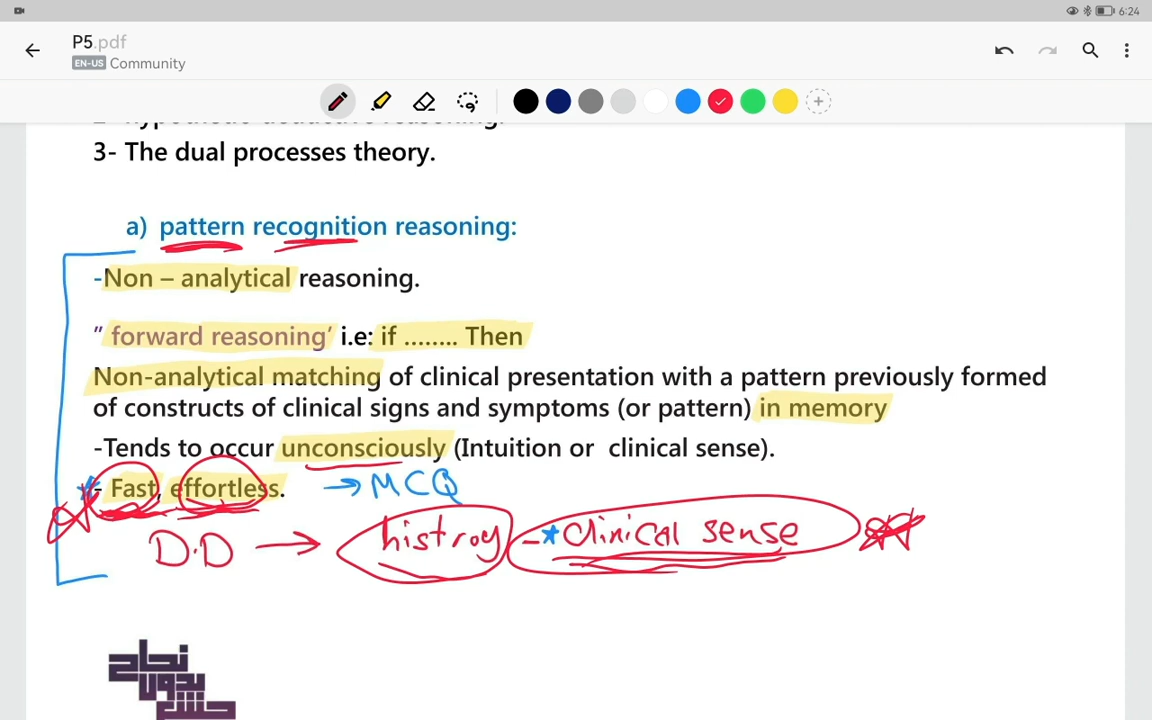 6:24
P5.pdf
EN-US Community
3- The dual processes theory.
a) pattern recognition reasoning:
-Non – analytical reasoning.
” forward reasoning’ i.e: if ........ Then
Non-analytical matching of clinical presentation with a pattern previously formed
of constructs of clinical signs and symptoms (or pattern) in memory
-Tends to occur unconsciously (Intuition or clinical sense).
- Fast, effortless. → MCQ
D.D → histroy - *clinical sense
نجاح
بدون